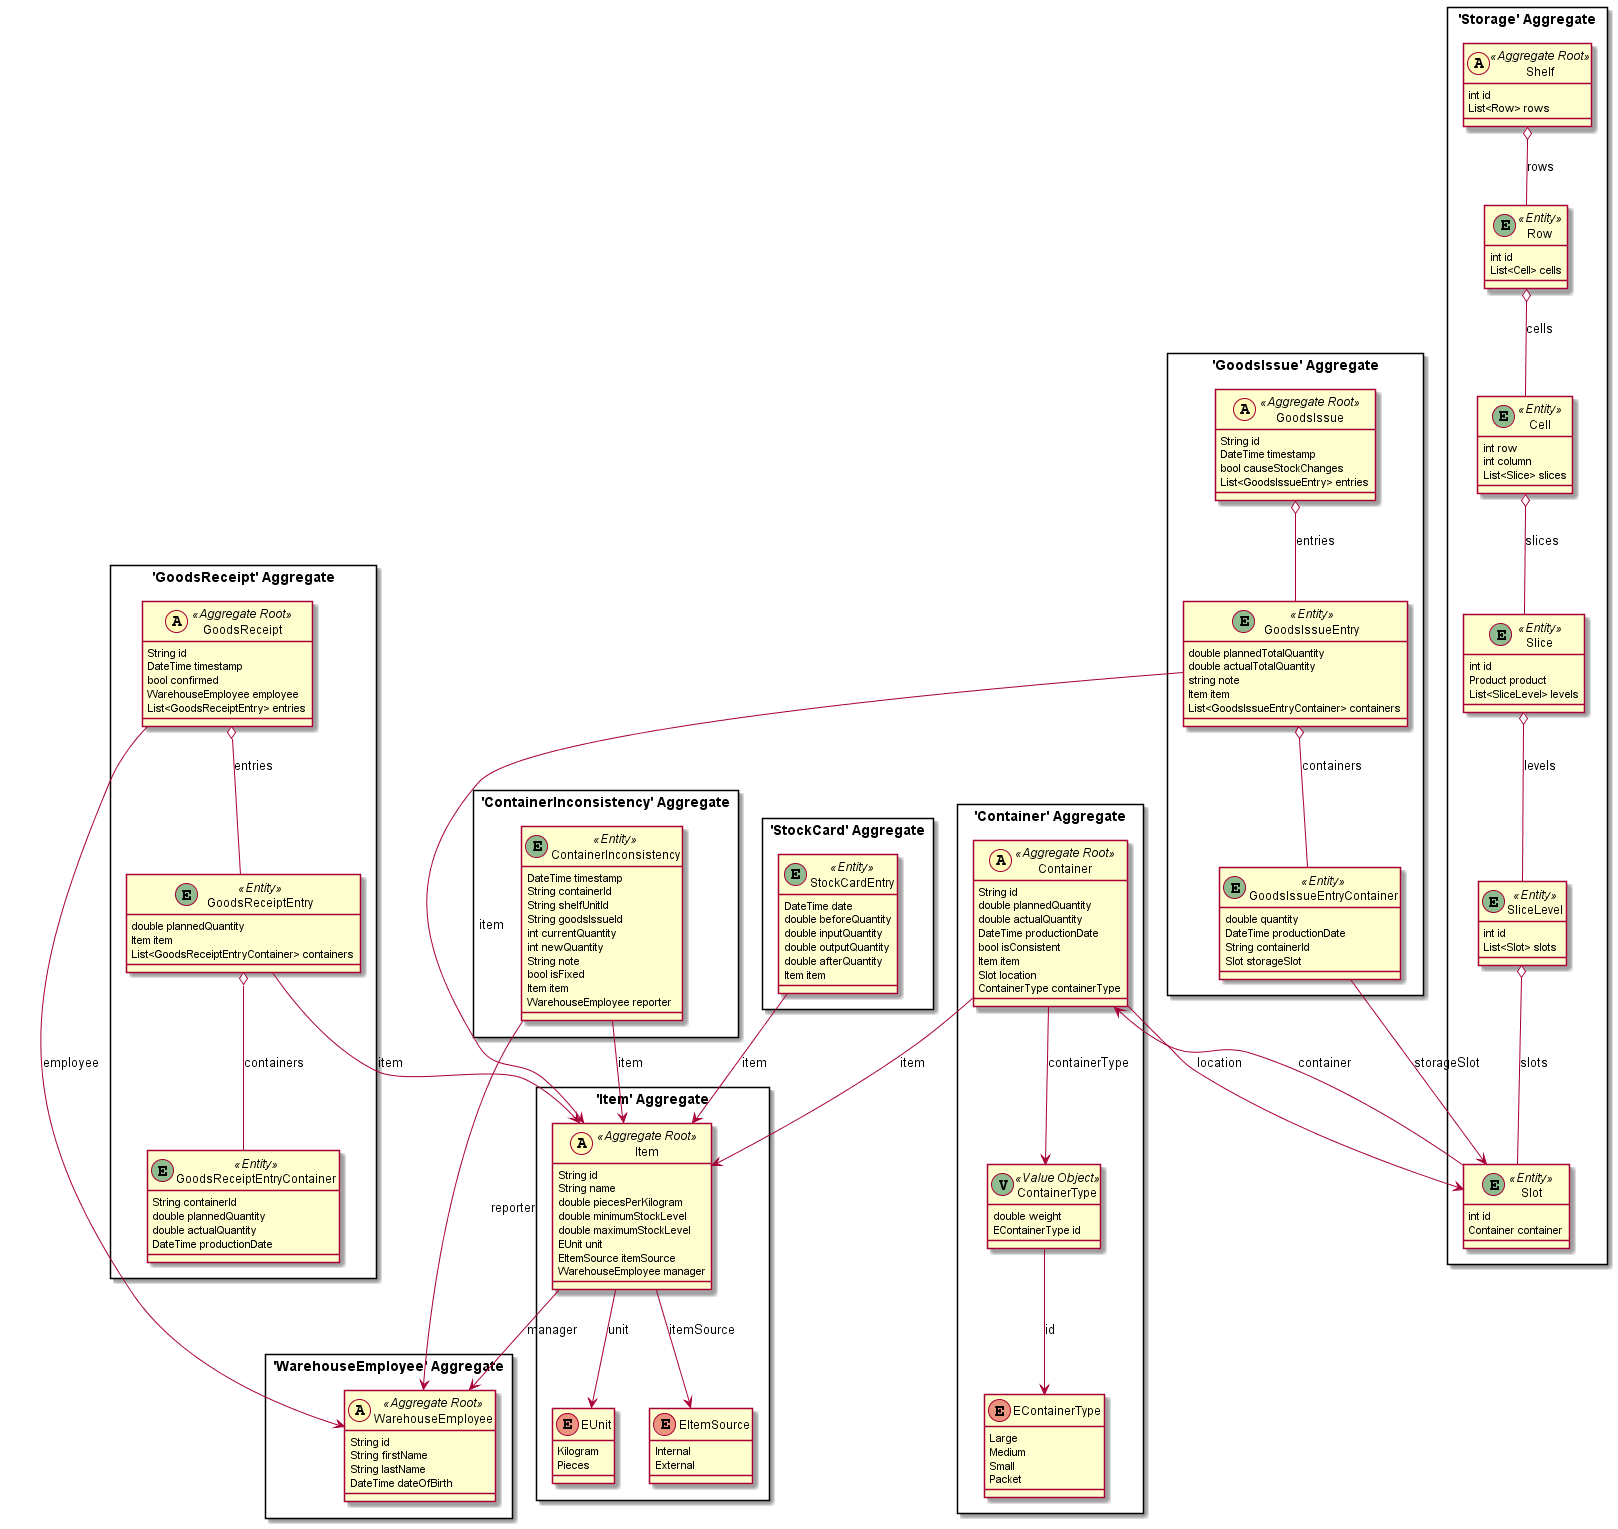 'Storage' Aggregate
A
«Aggregate Root»
Shelf
int id
List<Row> rows
rows
E
«Entity»
Row
int id
List<Cell> cells
cells
E
«Entity»
Cell
int row
int column
List<Slice> slices
slices
E
«Entity»
Slice
int id
Product product
List<SliceLevel> levels
levels
E
«Entity»
SliceLevel
int id
List<Slot> slots
slots
E
«Entity»
Slot
int id
Container container
'GoodsIssue' Aggregate
A
«Aggregate Root»
GoodsIssue
String id
DateTime timestamp
bool causeStockChanges
List<GoodsIssueEntry> entries
entries
E
«Entity»
GoodsIssueEntry
double plannedTotalQuantity
double actualTotalQuantity
string note
Item item
List<GoodsIssueEntryContainer> containers
containers
E
«Entity»
GoodsIssueEntryContainer
double quantity
DateTime productionDate
String containerId
Slot storageSlot
storageSlot
'GoodsReceipt' Aggregate
A
«Aggregate Root»
GoodsReceipt
String id
DateTime timestamp
bool confirmed
WarehouseEmployee employee
List<GoodsReceiptEntry> entries
entries
E
«Entity»
GoodsReceiptEntry
double plannedQuantity
Item item
List<GoodsReceiptEntryContainer> containers
employee
containers
item
E
«Entity»
GoodsReceiptEntryContainer
String containerId
double plannedQuantity
double actualQuantity
DateTime productionDate
'ContainerInconsistency' Aggregate
E
«Entity»
ContainerInconsistency
DateTime timestamp
String containerId
String shelfUnitId
String goodsIssueId
int currentQuantity
int newQuantity
String note
bool isFixed
Item item
WarehouseEmployee reporter
item
item
reporter
'StockCard' Aggregate
E
«Entity»
StockCardEntry
DateTime date
double beforeQuantity
double inputQuantity
double outputQuantity
double afterQuantity
Item item
item
'Container' Aggregate
A
«Aggregate Root»
Container
String id
double plannedQuantity
double actualQuantity
DateTime productionDate
bool isConsistent
Item item
Slot location
ContainerType containerType
item
containerType
location
container
V
«Value Object»
ContainerType
double weight
EContainerType id
id
E
EContainerType
Large
Medium
Small
Packet
'Item' Aggregate
A
«Aggregate Root»
Item
String id
String name
double piecesPerKilogram
double minimumStockLevel
double maximumStockLevel
EUnit unit
EItemSource itemSource
WarehouseEmployee manager
manager
unit
itemSource
E
EUnit
Kilogram
Pieces
E
EItemSource
Internal
External
'WarehouseEmployee' Aggregate
A
«Aggregate Root»
WarehouseEmployee
String id
String firstName
String lastName
DateTime dateOfBirth